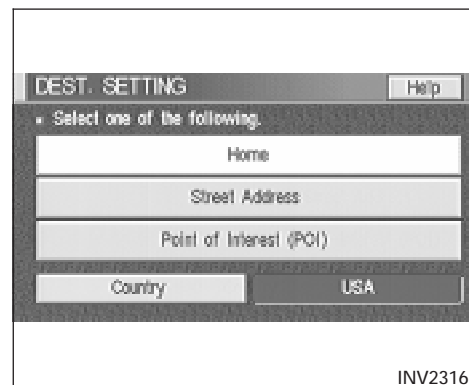 DEST. SETTING Help
▪ Select one of the following.
Home
Street Address
Point of Interest (POI)
Country USA
INV2316